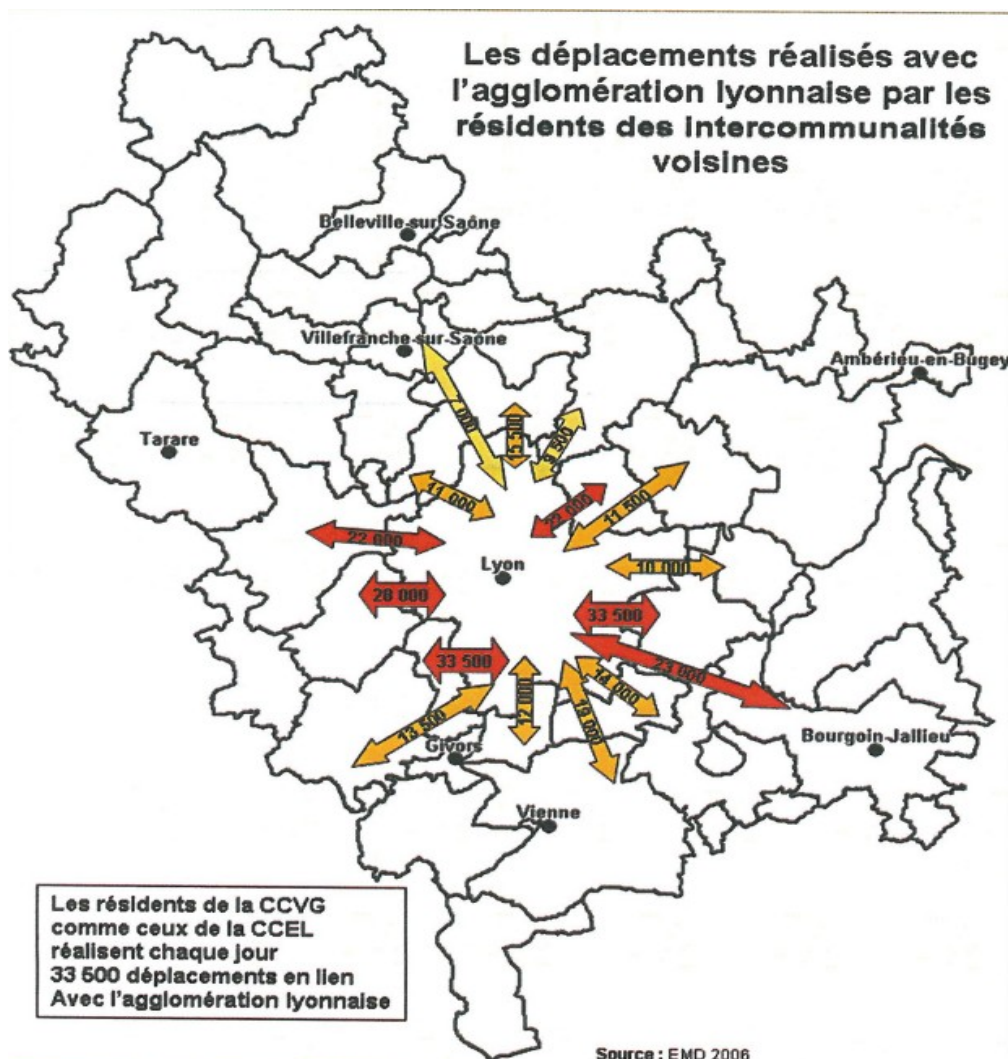 Les déplacements réalisés avec
l'agglomération lyonnaise par les
résidents des Intercommunalités
voisines
Belleville-sur-Saône
Villefranche-sur-Saône
Ambérieu-en-Bugey
Tarare
15 500
9 500
11 000
22 000
11 500
22 000
10 000
Lyon
28 000
33 500
33 500
23 000
14 000
12 000
19 000
13 500
Givors
Bourgoin-Jallieu
Vienne
Les résidents de la CCVG
comme ceux de la CCEL
réalisent chaque jour
33 500 déplacements en lien
Avec l'agglomération lyonnaise
Source : EMD 2006